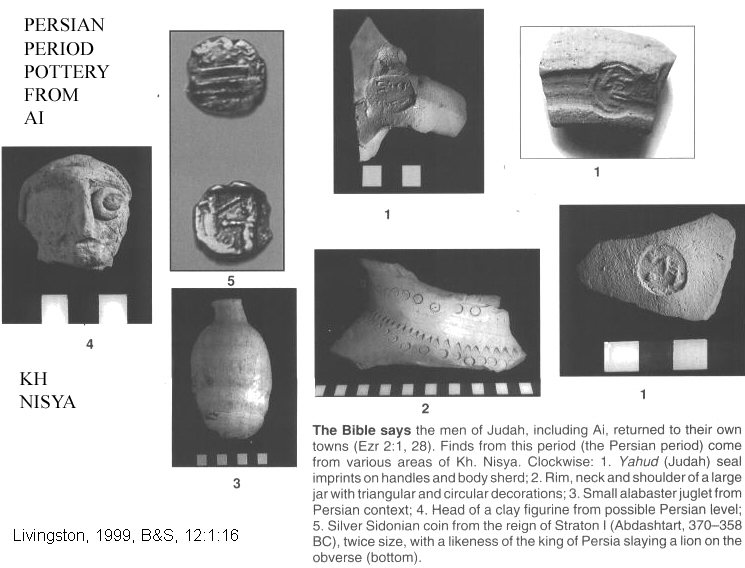 PERSIAN
PERIOD
POTTERY
FROM
AI
5
1
1
4
KH
NISYA
3
2
1
The Bible says the men of Judah, including Ai, returned to their own
towns (Ezr 2:1, 28). Finds from this period (the Persian period) come
from various areas of Kh. Nisya. Clockwise: 1. Yahud (Judah) seal
imprints on handles and body sherd; 2. Rim, neck and shoulder of a large
jar with triangular and circular decorations; 3. Small alabaster juglet from
Persian context; 4. Head of a clay figurine from possible Persian level;
5. Silver Sidonian coin from the reign of Straton I (Abdashtart, 370–358
BC), twice size, with a likeness of the king of Persia slaying a lion on the
obverse (bottom).
Livingston, 1999, B&S, 12:1:16